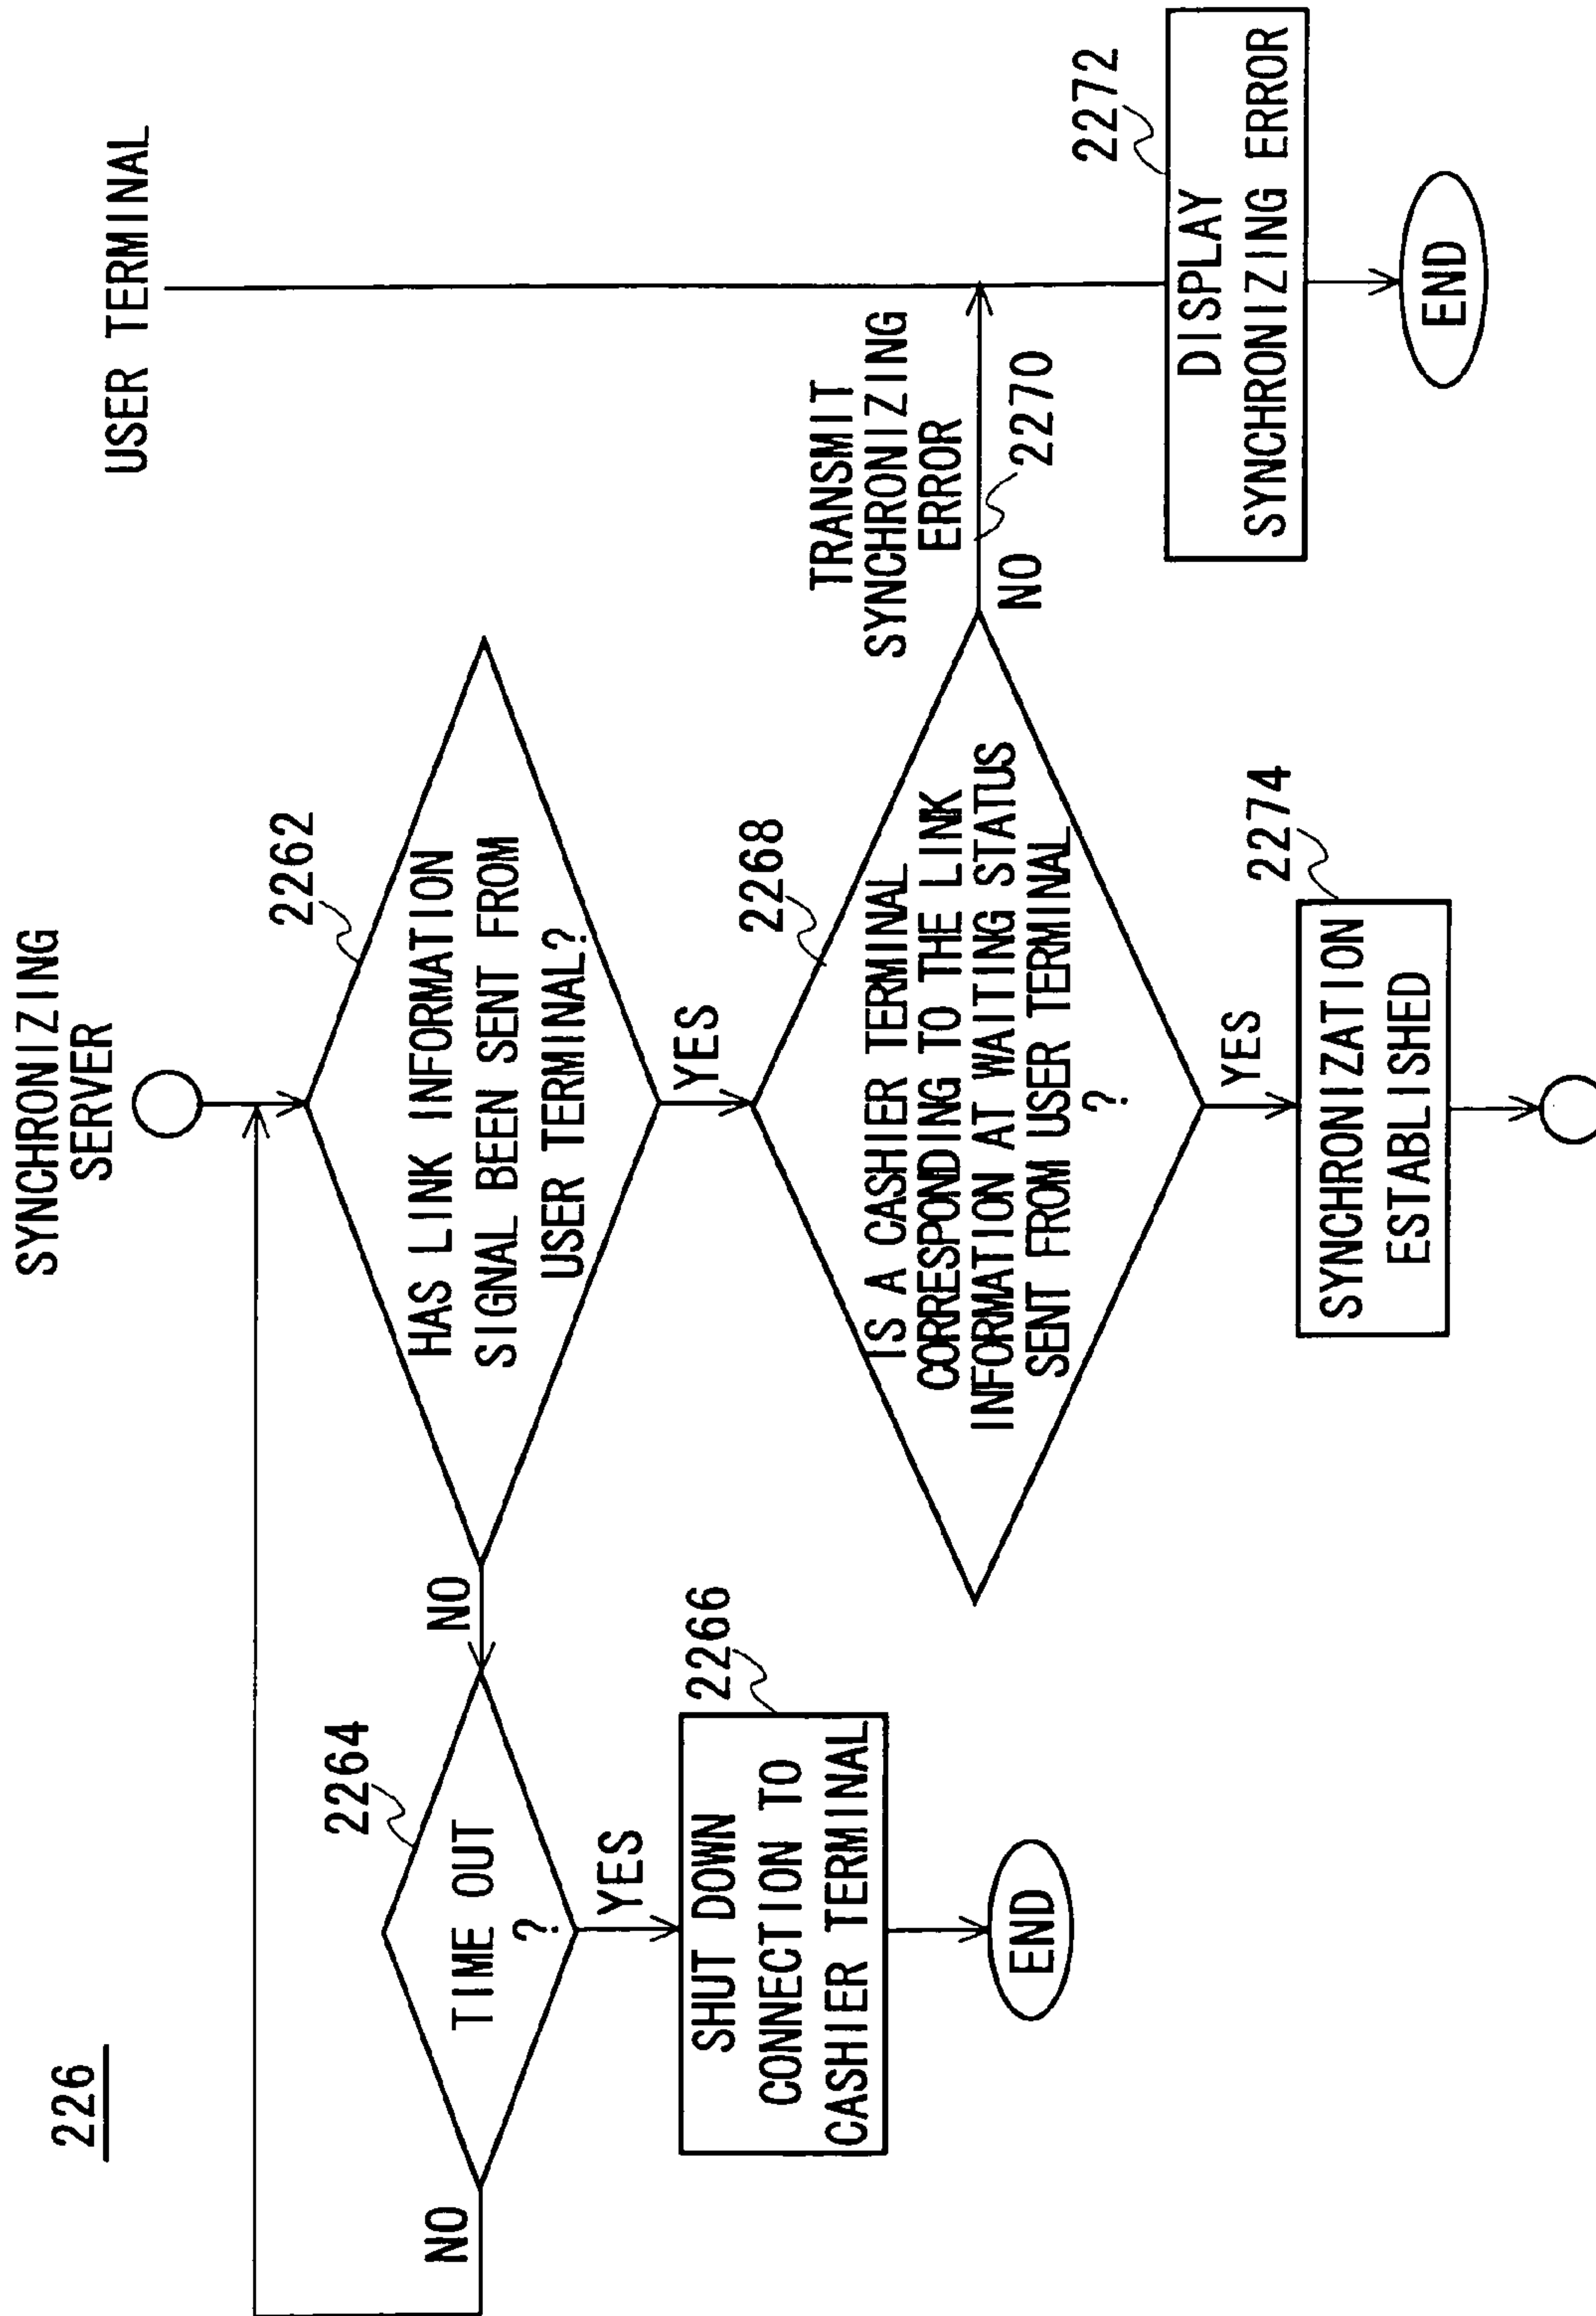 226
SYNCHRONIZING
SERVER
USER TERMINAL
2262
HAS LINK INFORMATION
SIGNAL BEEN SENT FROM
USER TERMINAL?
NO
YES
2264
TIME OUT
?
NO
YES
2266
SHUT DOWN
CONNECTION TO
CASHIER TERMINAL
END
2268
IS A CASHIER TERMINAL
CORRESPONDING TO THE LINK
INFORMATION AT WAITING STATUS
SENT FROM USER TERMINAL
?
NO
TRANSMIT
SYNCHRONIZING
ERROR
2270
YES
2272
DISPLAY
SYNCHRONIZING ERROR
END
2274
SYNCHRONIZATION
ESTABLISHED